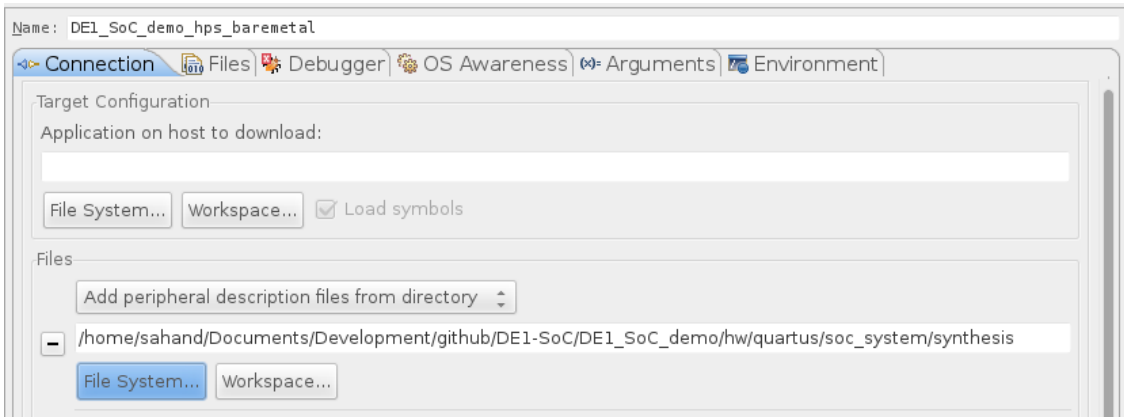 Name: DE1_SoC_demo_hps_baremetal
Connection Files Debugger OS Awareness (x)= Arguments Environment
Target Configuration
Application on host to download:
File System... Workspace... Load symbols
Files
Add peripheral description files from directory
/home/sahand/Documents/Development/github/DE1-SoC/DE1_SoC_demo/hw/quartus/soc_system/synthesis
File System... Workspace...